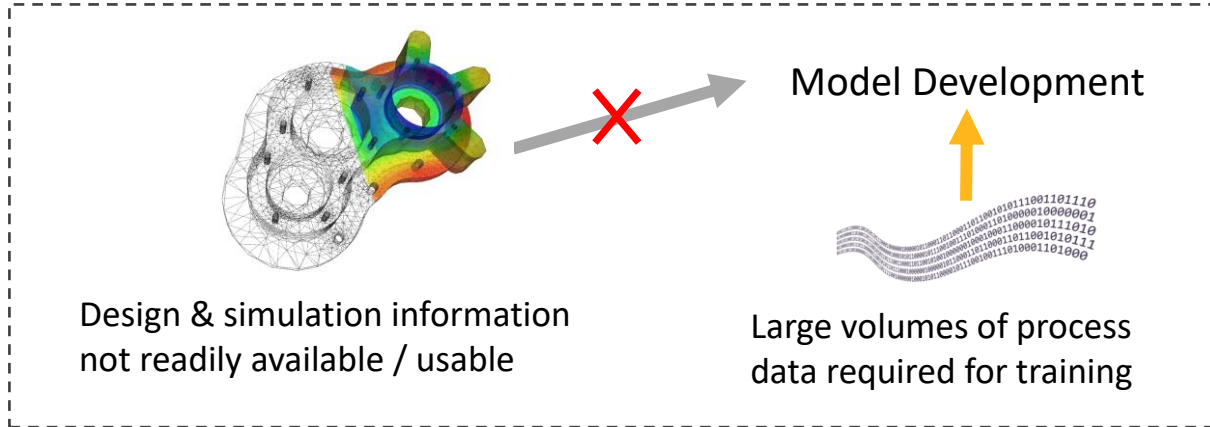 Model Development
Design & simulation information
not readily available / usable
Large volumes of process
data required for training